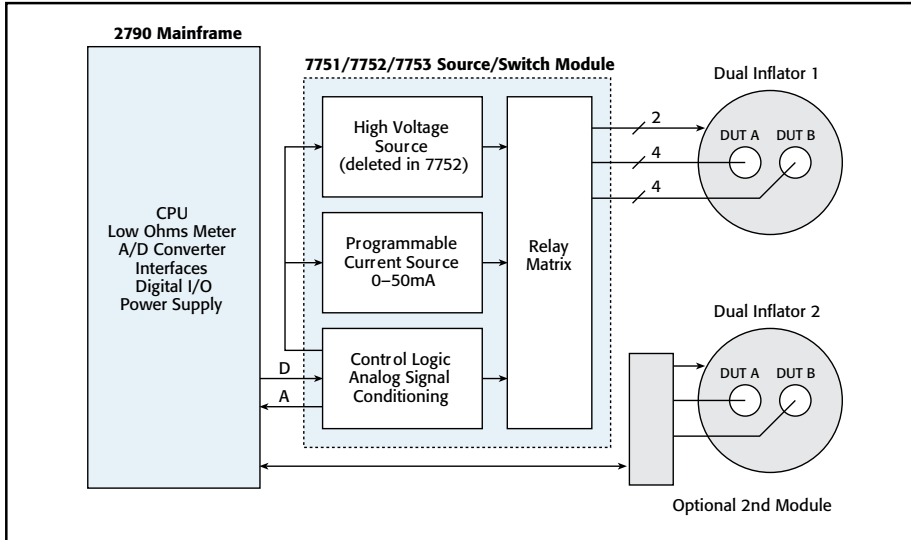 2790 Mainframe
CPU
Low Ohms Meter
A/D Converter
Interfaces
Digital I/O
Power Supply
7751/7752/7753 Source/Switch Module
High Voltage
Source
(deleted in 7752)
Programmable
Current Source
0–50mA
Control Logic
Analog Signal
Conditioning
D
A
Relay
Matrix
2
4
4
Dual Inflator 1
DUT A DUT B
Dual Inflator 2
DUT A DUT B
Optional 2nd Module